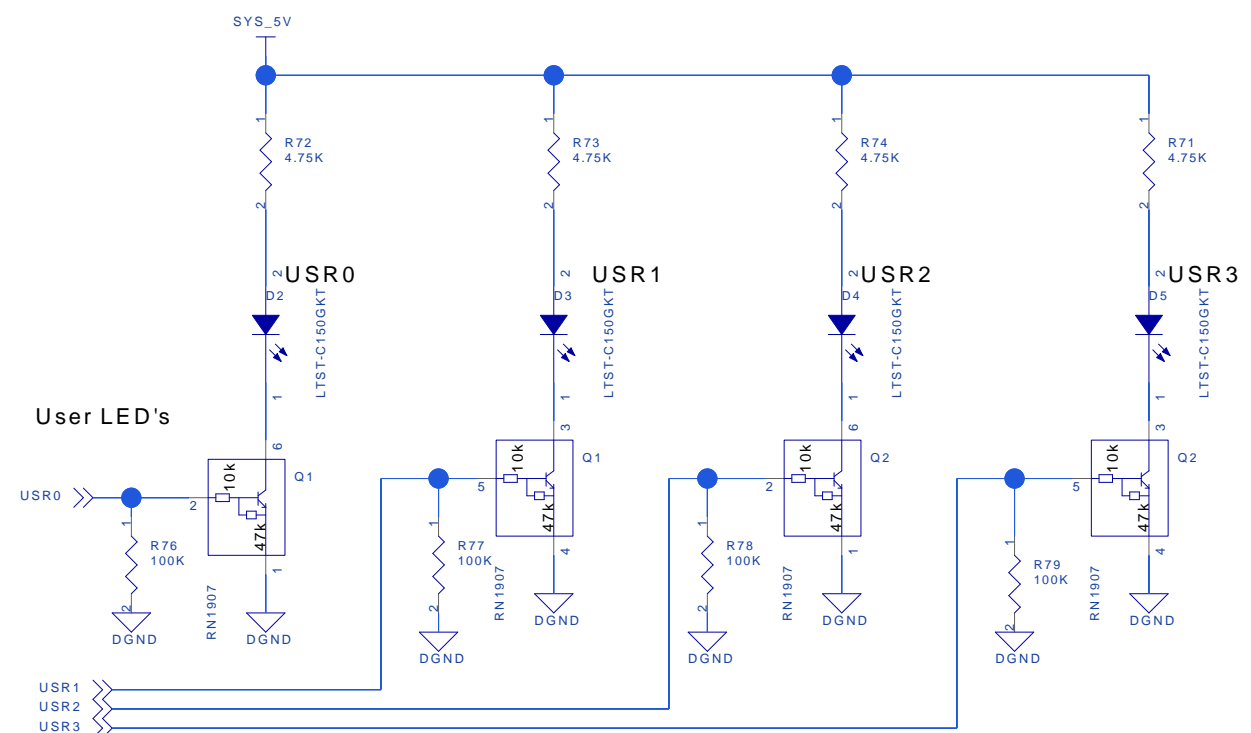 SYS_5V
1 1 1 1
R72 R73 R74 R71
4.75K 4.75K 4.75K 4.75K
2 2 2 2
2 USR0 2 USR1 2 USR2 2 USR3
D2 D3 D4 D5
LTST-C150GKT LTST-C150GKT LTST-C150GKT LTST-C150GKT
1 1 1 1
User LED's
6 3 6 3
10k Q1 10k Q1 10k Q2 10k Q2
USR0 2 5 2 5
47k 47k 47k 47k
1 1 1 1
R76 R77 R78 R79
100K 100K 100K 100K
1 4 1 4
RN1907 RN1907 RN1907 RN1907
2 2 2 2
DGND DGND DGND DGND
DGND DGND DGND DGND
USR1
USR2
USR3